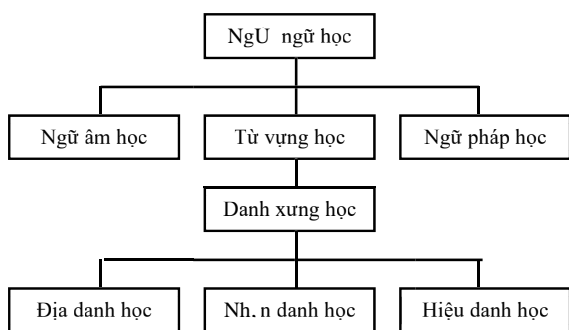 NgU ngữ học
Ngữ âm học
Từ vựng học
Ngữ pháp học
Danh xưng học
Địa danh học
Nh, n danh học
Hiệu danh học